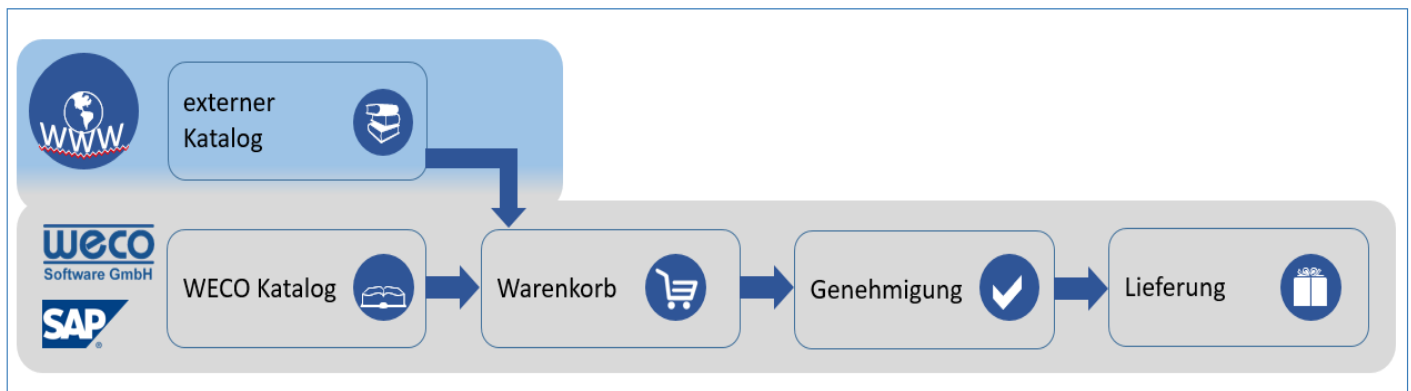 WWW
externer
Katalog
weco
Software GmbH
SAP®
WECO Katalog
Warenkorb
Genehmigung
Lieferung